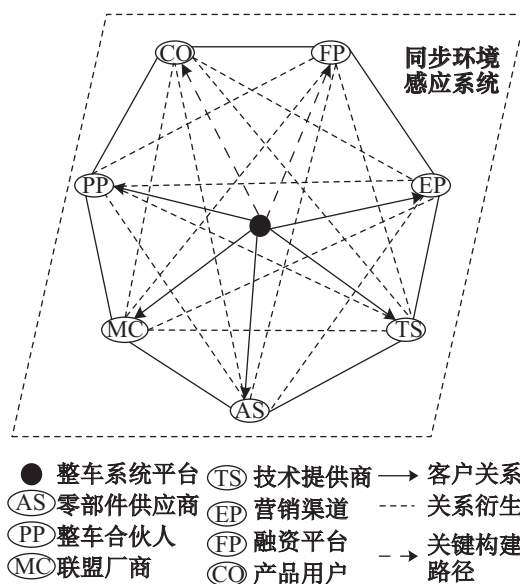 CO
FP
同步环境
感应系统
PP
EP
MC
TS
AS
整车系统平台
TS 技术提供商
客户关系
AS 零部件供应商
EP 营销渠道
关系衍生
PP 整车合伙人
FP 融资平台
关键构建
路径
MC 联盟厂商
CO 产品用户